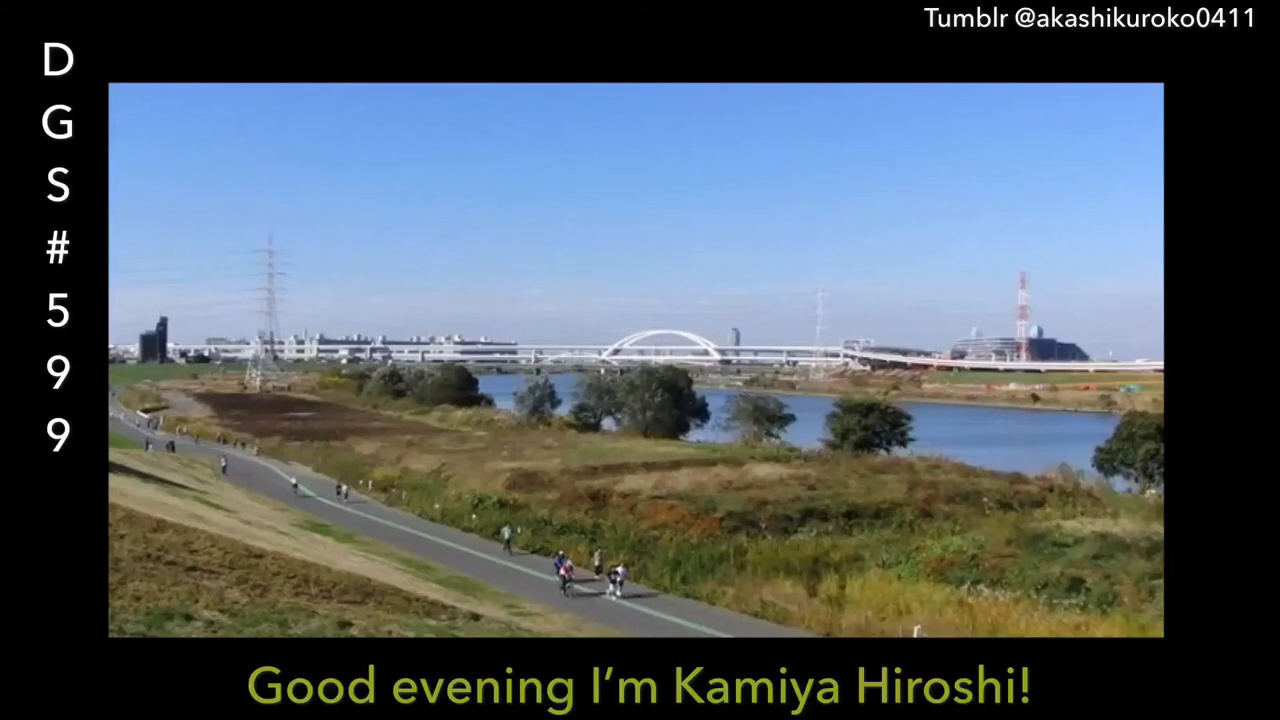 Tumblr @akashikuroko0411
D
G
S
#
5
9
9
Good evening I’m Kamiya Hiroshi!